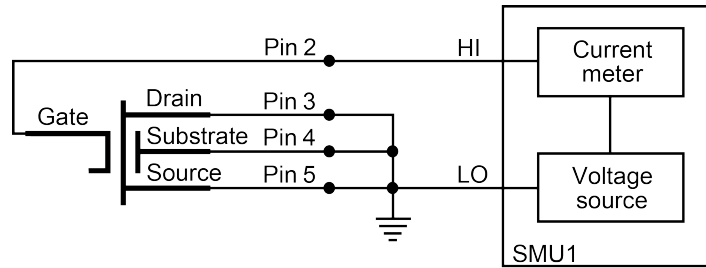 Pin 2
HI
Current
meter
Drain
Pin 3
Gate
Substrate
Pin 4
Source
Pin 5
LO
Voltage
source
SMU1